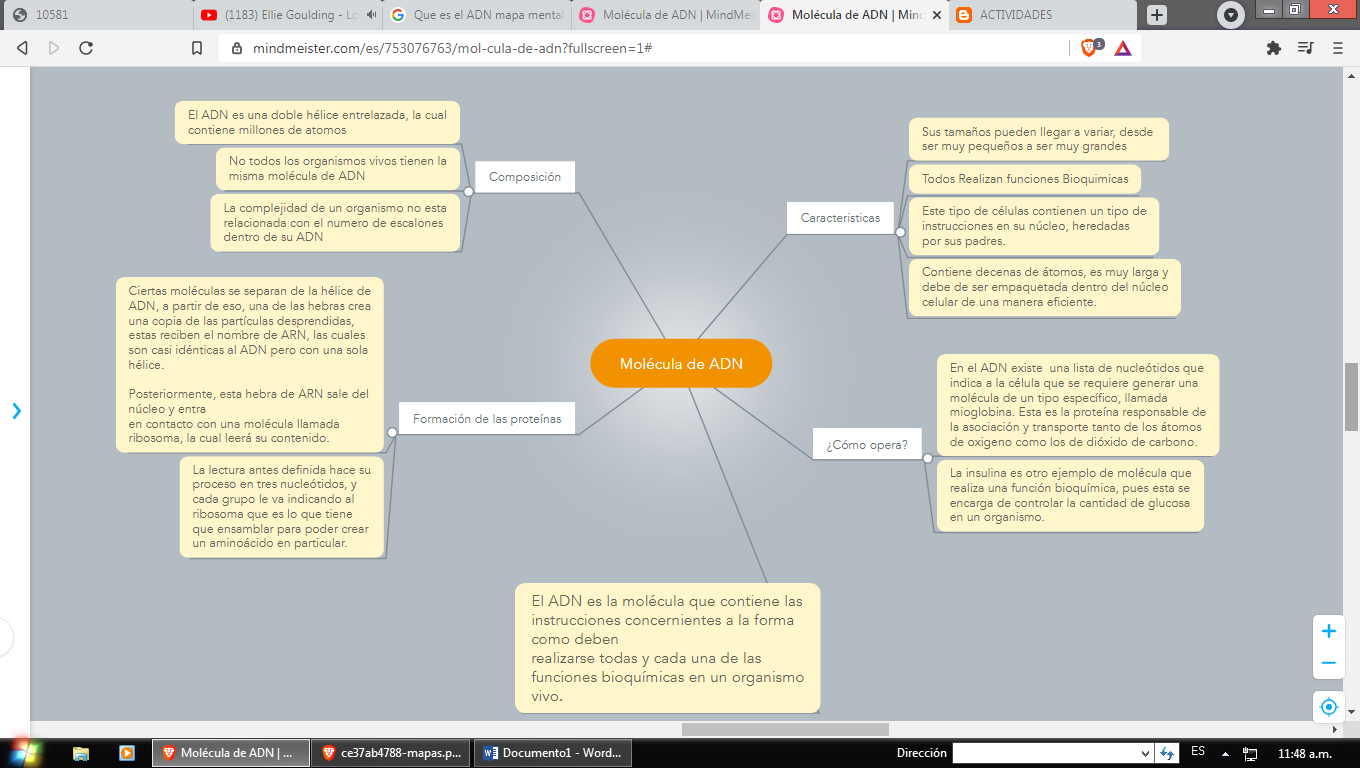 10581
(1183) Ellie Goulding - Lo
Que es el ADN mapa mental
Molécula de ADN | MindMei
Molécula de ADN | Mind
ACTIVIDADES
mindmeister.com/es/753076763/mol-cula-de-adn?fullscreen=1#
3
El ADN es una doble hélice entrelazada, la cual
contiene millones de atomos
No todos los organismos vivos tienen la
misma molécula de ADN
La complejidad de un organismo no esta
relacionada con el numero de escalones
dentro de su ADN
Composición
Sus tamaños pueden llegar a variar, desde
ser muy pequeños a ser muy grandes
Todos Realizan funciones Bioquimicas
Este tipo de células contienen un tipo de
instrucciones en su núcleo, heredadas
por sus padres.
Contiene decenas de átomos, es muy larga y
debe de ser empaquetada dentro del núcleo
celular de una manera eficiente.
Caracteristicas
Molécula de ADN
Ciertas moléculas se separan de la hélice de
ADN, a partir de eso, una de las hebras crea
una copia de las partículas desprendidas,
estas reciben el nombre de ARN, las cuales
son casi idénticas al ADN pero con una sola
hélice.
Posteriormente, esta hebra de ARN sale del
núcleo y entra
en contacto con una molécula llamada
ribosoma, la cual leerá su contenido.
La lectura antes definida hace su
proceso en tres nucleótidos, y
cada grupo le va indicando al
ribosoma que es lo que tiene
que ensamblar para poder crear
un aminoácido en particular.
Formación de las proteínas
¿Cómo opera?
En el ADN existe una lista de nucleótidos que
indica a la célula que se requiere generar una
molécula de un tipo específico, llamada
mioglobina. Esta es la proteína responsable de
la asociación y transporte tanto de los átomos
de oxigeno como los de dióxido de carbono.
La insulina es otro ejemplo de molécula que
realiza una función bioquímica, pues esta se
encarga de controlar la cantidad de glucosa
en un organismo.
El ADN es la molécula que contiene las
instrucciones concernientes a la forma
como deben
realizarse todas y cada una de las
funciones bioquímicas en un organismo
vivo.
Molécula de ADN | ...
ce37ab4788-mapas.p...
Documento1 - Word...
Dirección
ES
11:48 a.m.